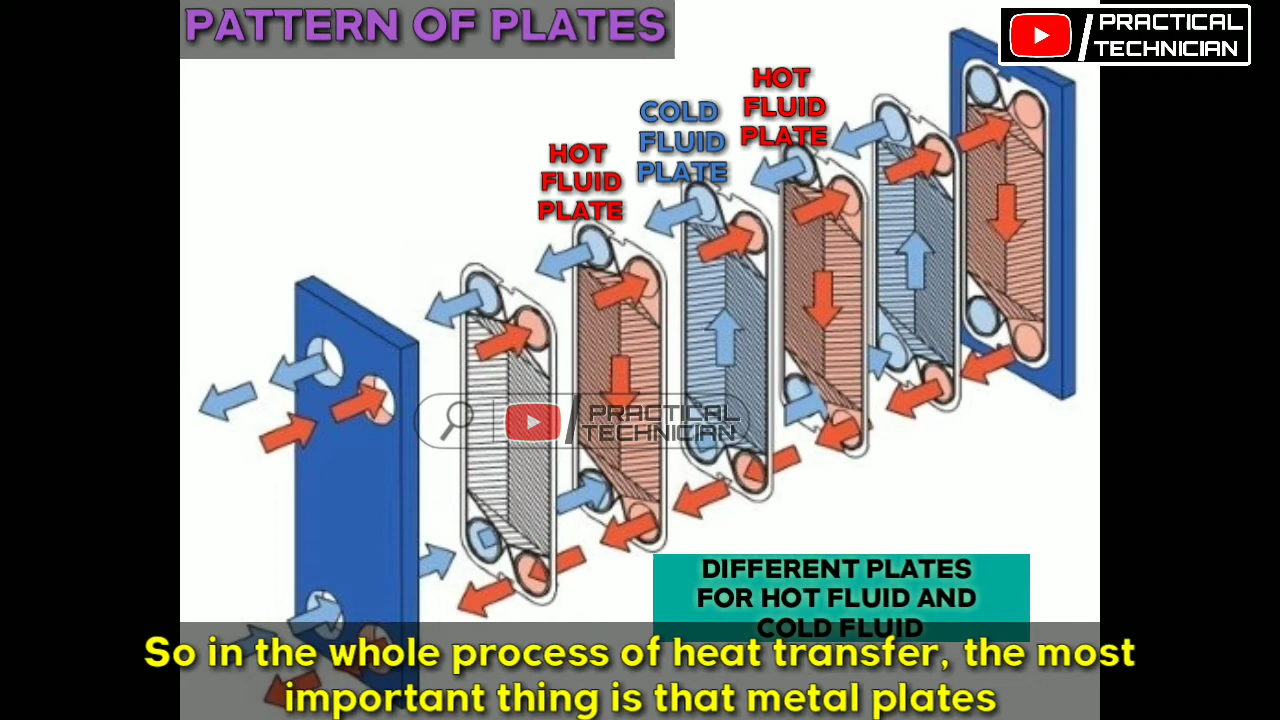 PATTERN OF PLATES
PRACTICAL
TECHNICIAN
HOT
FLUID
PLATE
COLD
FLUID
PLATE
HOT
FLUID
PLATE
PRACTICAL
TECHNICIAN
DIFFERENT PLATES
FOR HOT FLUID AND
COLD FLUID
So in the whole process of heat transfer, the most
important thing is that metal plates